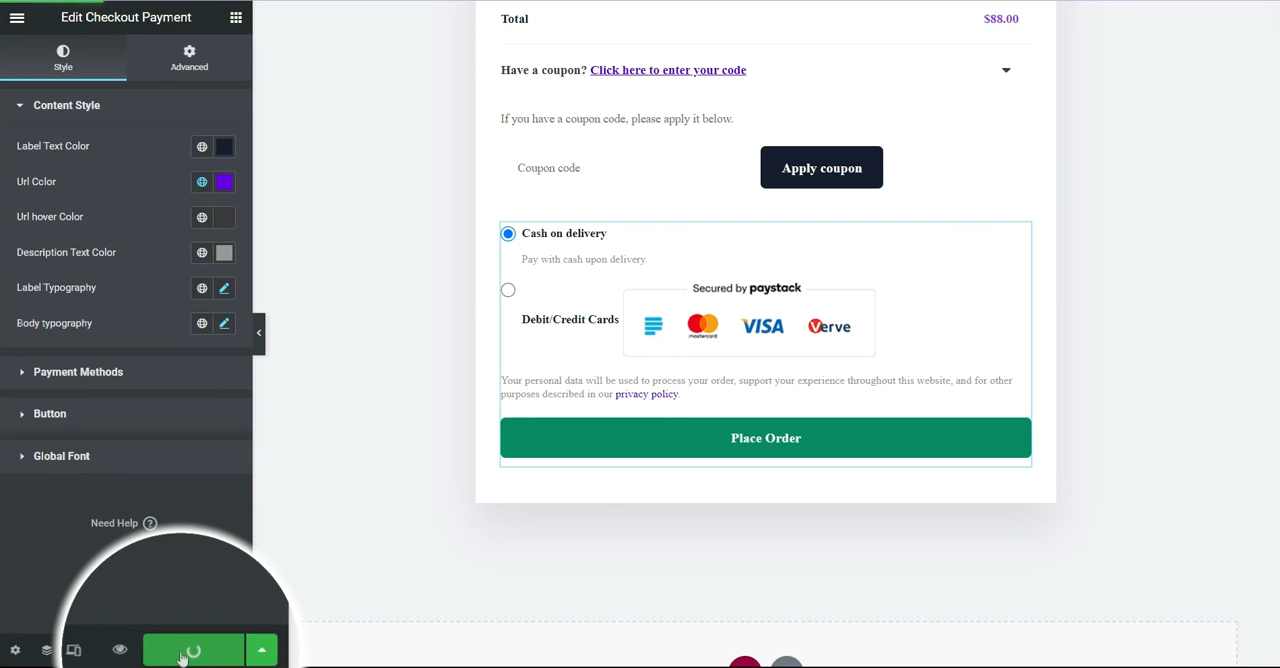 Edit Checkout Payment
Style
Advanced
Content Style
Label Text Color
Url Color
Url hover Color
Description Text Color
Label Typography
Body typography
Payment Methods
Button
Global Font
Need Help ?
Total $88.00
Have a coupon? Click here to enter your code
If you have a coupon code, please apply it below.
Coupon code
Apply coupon
Cash on delivery
Pay with cash upon delivery.
Secured by paystack
Debit/Credit Cards
mastercard
VISA
Verve
Your personal data will be used to process your order, support your experience throughout this website, and for other
purposes described in our privacy policy.
Place Order